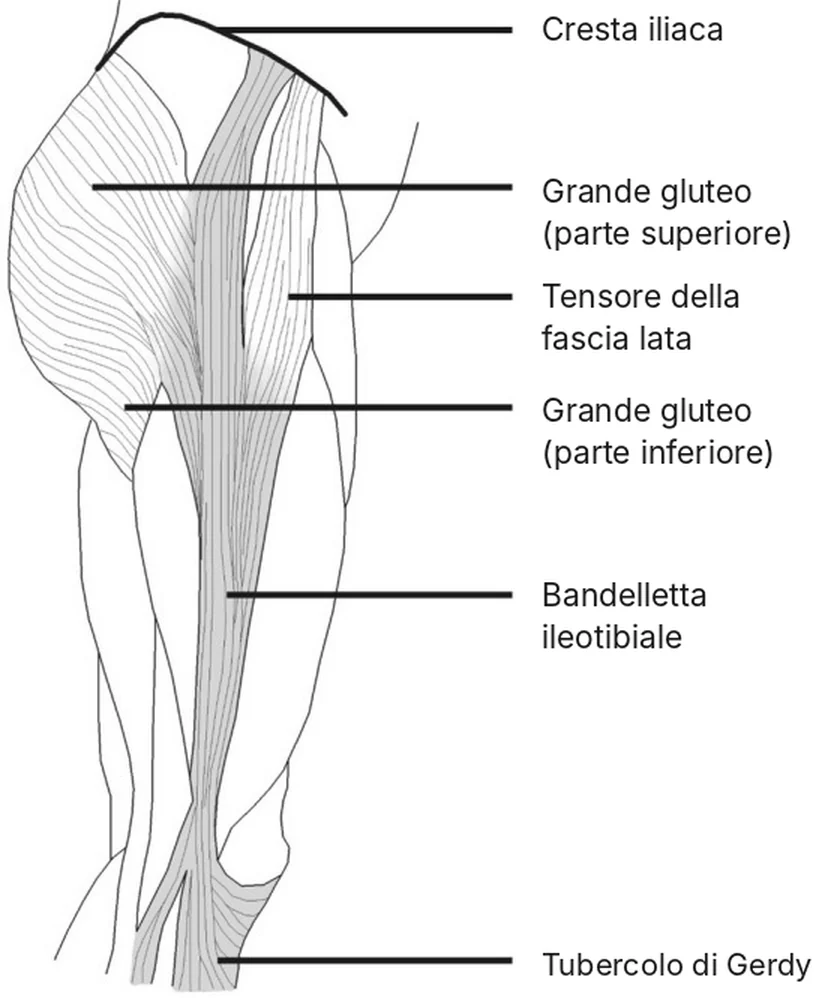 Cresta iliaca
Grande gluteo
(parte superiore)
Tensore della
fascia lata
Grande gluteo
(parte inferiore)
Bandelletta
ileotibiale
Tubercolo di Gerdy